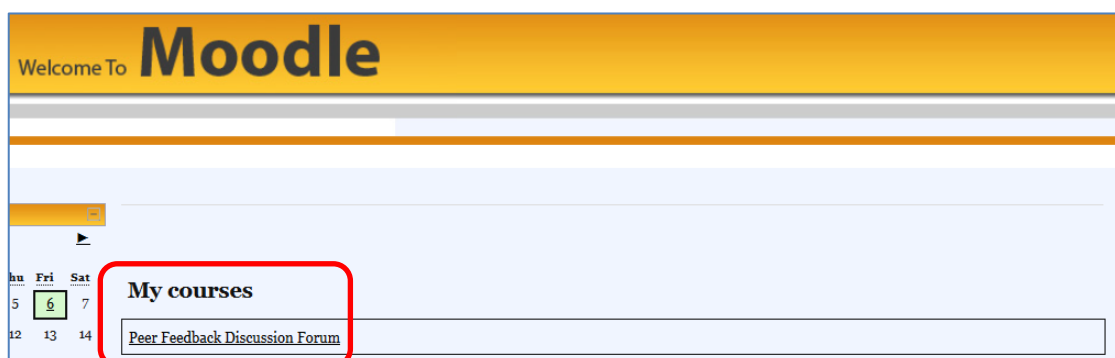 Welcome To Moodle
►
hu Fri Sat
5 6 7
12 13 14
My courses
Peer Feedback Discussion Forum